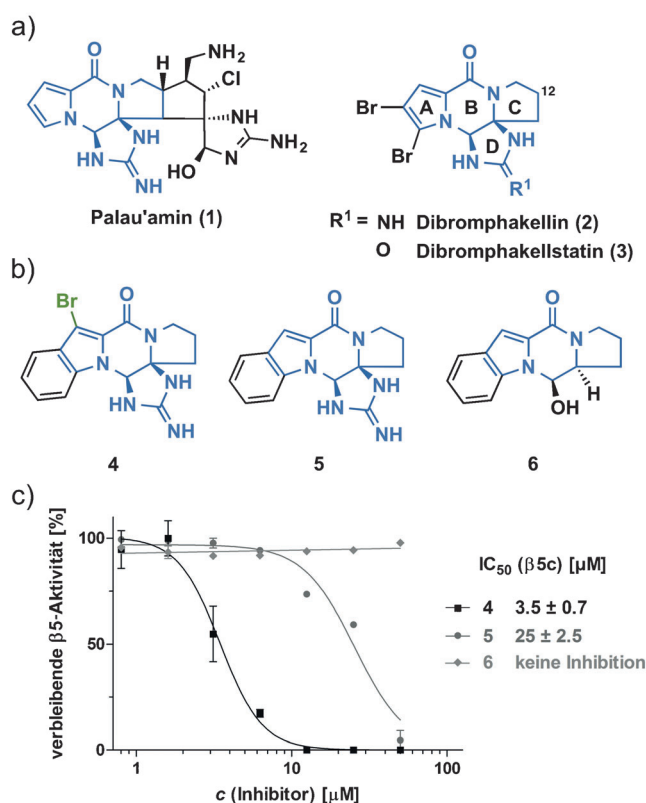 a)
O
N
N
H
NH₂
Cl
HN
NH
NH
NH
N
NH₂
HO
Palau'amin (1)
O
12
Br
A
B
N
C
N
Br
D
NH
HN
R¹
R¹ = NH Dibromphakellin (2)
O Dibromphakellstatin (3)
b)
Br
O
N
N
NH
HN
NH
4
O
N
N
NH
HN
NH
5
O
N
N
H
OH
6
c)
verbleibende β5-Aktivität [%]
100
50
0
1
10
100
c (Inhibitor) [μM]
IC₅₀ (β5c) [μM]
4 3.5 ± 0.7
5 25 ± 2.5
6 keine Inhibition